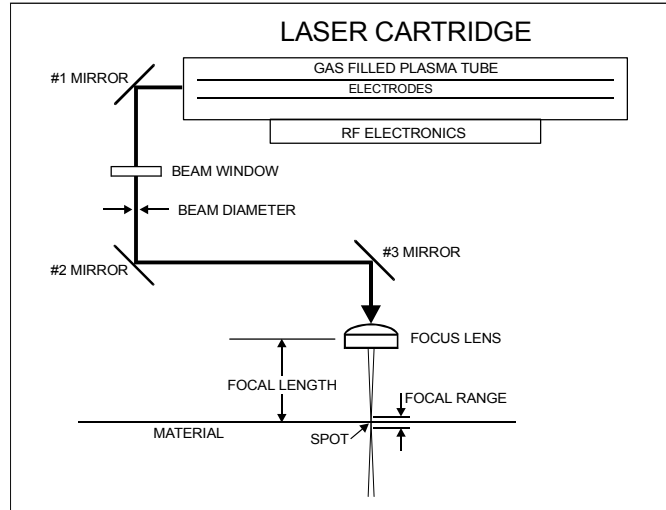 LASER CARTRIDGE
GAS FILLED PLASMA TUBE
#1 MIRROR
ELECTRODES
RF ELECTRONICS
BEAM WINDOW
BEAM DIAMETER
#3 MIRROR
#2 MIRROR
FOCUS LENS
FOCAL LENGTH
FOCAL RANGE
MATERIAL
SPOT